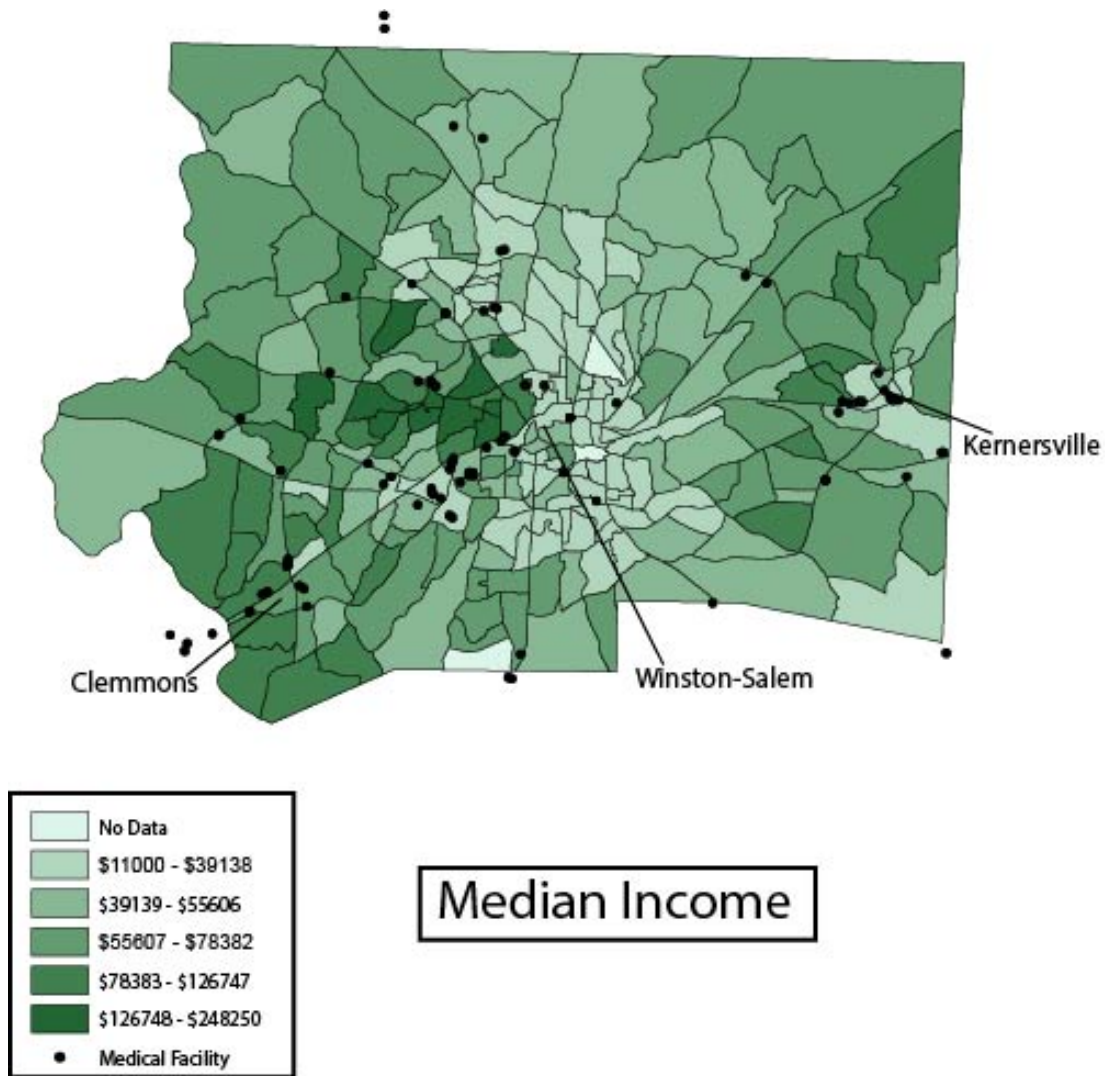 Kernersville
Clemmons
Winston-Salem
No Data
$11000 - $39138
$39139 - $55606
$55607 - $78382
$78383 - $126747
$126748 - $248250
Medical Facility
Median Income